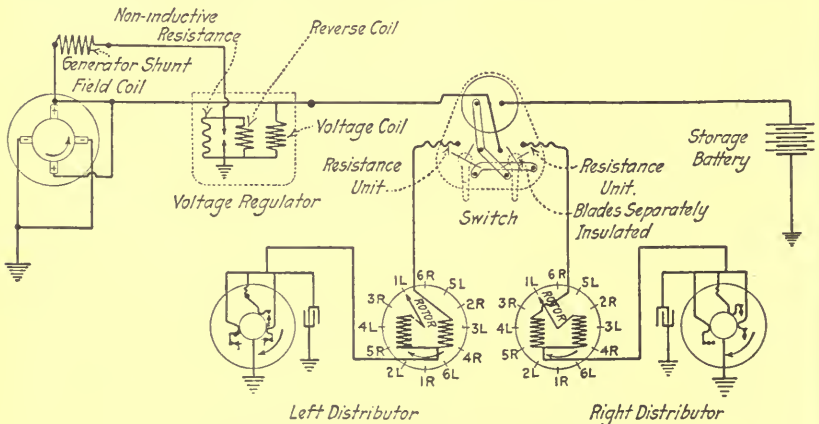 Non-inductive
Resistance
Reverse Coil
Generator Shunt
Field Coil
+
-
-
+
Voltage Coil
Voltage Regulator
Resistance
Unit
Switch
Resistance
Unit.
Blades Separately
Insulated
Storage
Battery
1L
6R
5L
3R
2R
4L
3L
5R
4R
2L
1R
6L
ROTOR
Left Distributor
1L
6R
5L
3R
2R
4L
3L
5R
4R
2L
1R
6L
ROTOR
Right Distributor